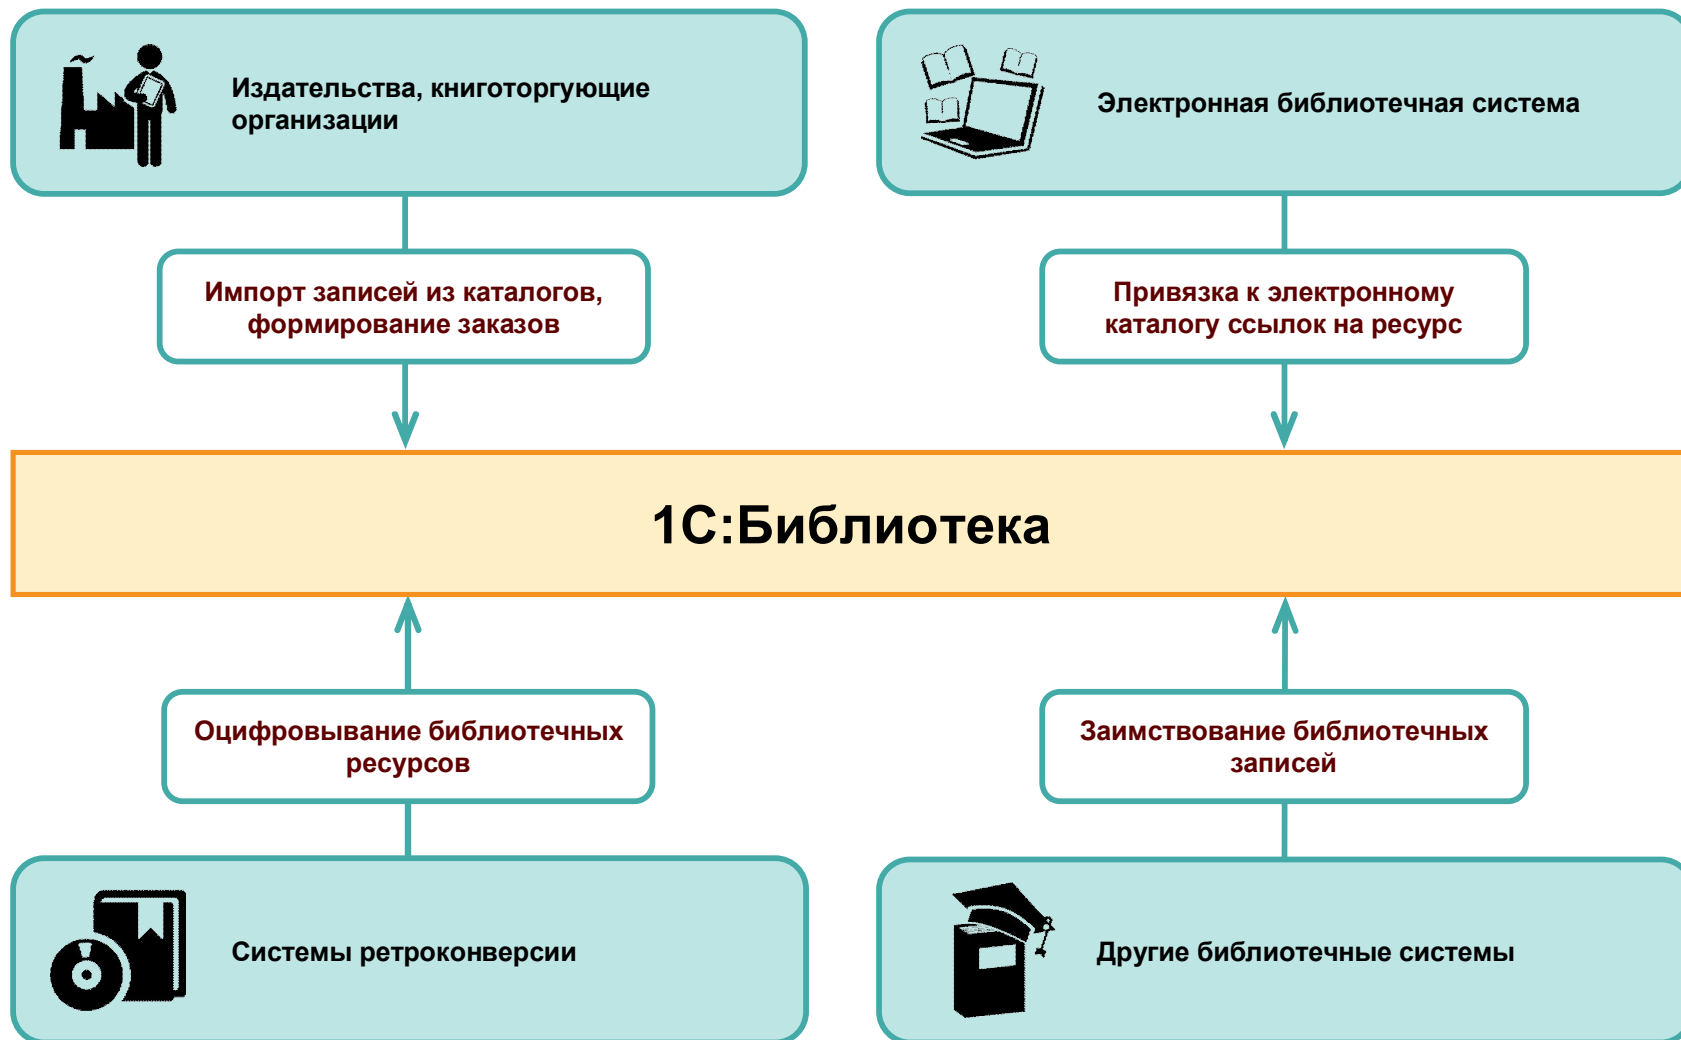 Издательства, книготоргующие
организации
Электронная библиотечная система
Импорт записей из каталогов,
формирование заказов
Привязка к электронному
каталогу ссылок на ресурс
1С:Библиотека
Оцифровывание библиотечных
ресурсов
Заимствование библиотечных
записей
Системы ретроконверсии
Другие библиотечные системы